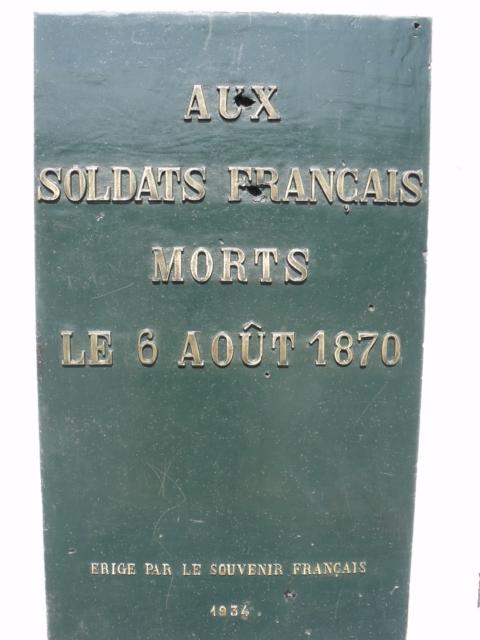 AUX
SOLDATS FRANÇAIS
MORTS
LE 6 AOÛT 1870
ERIGE PAR LE SOUVENIR FRANÇAIS
1934